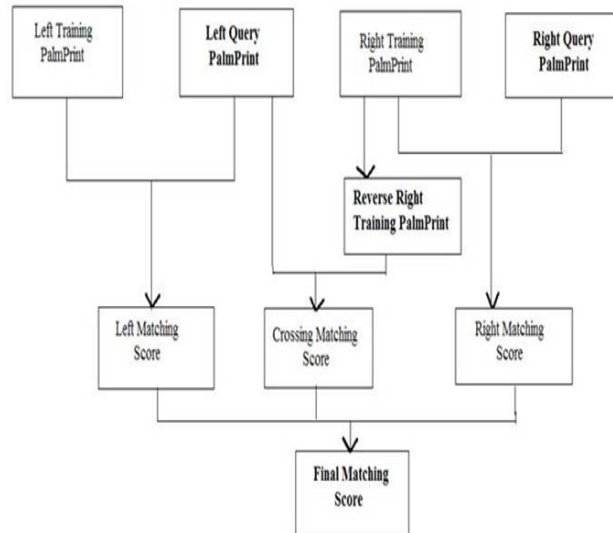 Left Training
PalmPrint
Left Query
PalmPrint
Right Training
PalmPrint
Right Query
PalmPrint
Reverse Right
Training PalmPrint
Left Matching
Score
Crossing Matching
Score
Right Matching
Score
Final Matching
Score